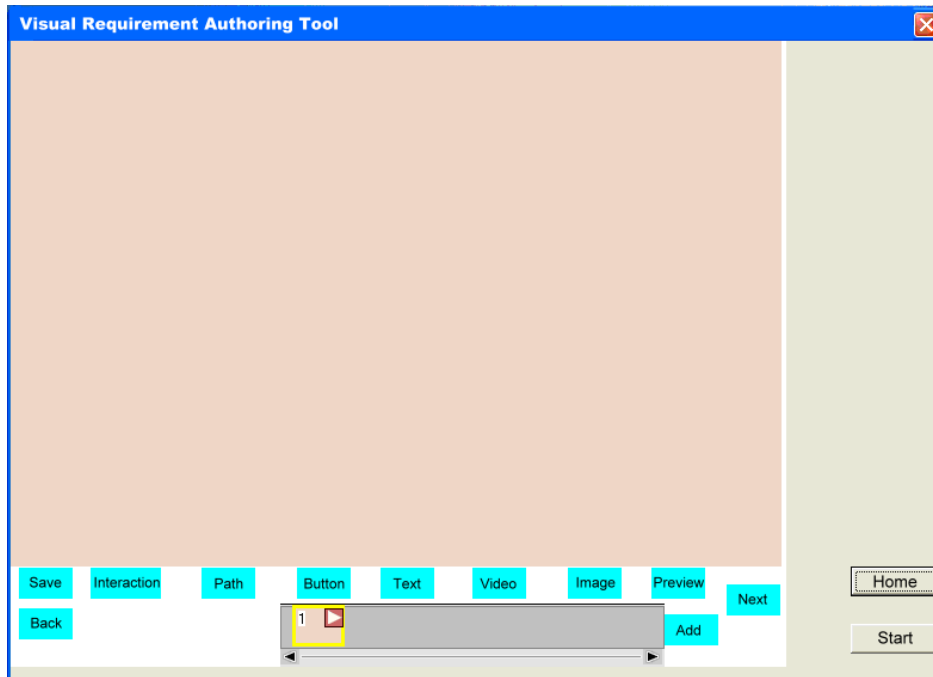 Visual Requirement Authoring Tool
Save
Interaction
Path
Button
Text
Video
Image
Preview
Next
Home
Back
1
Add
Start